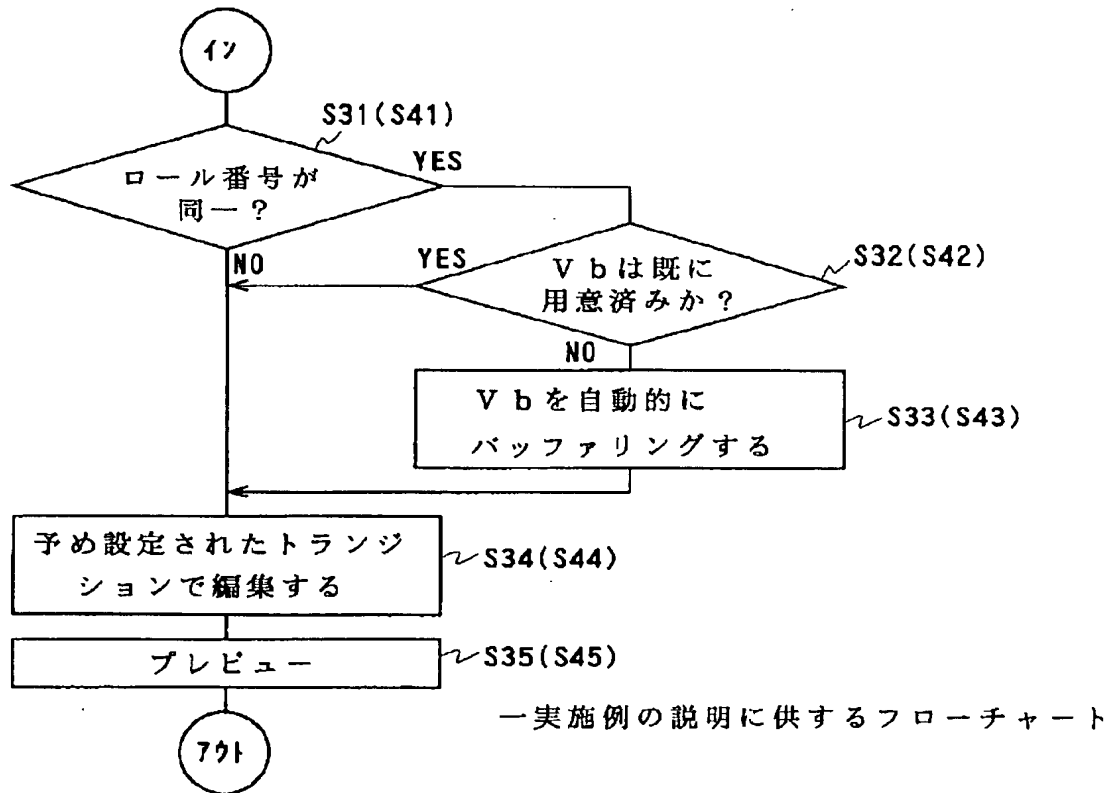 イン
S31(S41)
ロール番号が
同一?
YES
NO
YES
Vbは既に
用意済みか?
S32(S42)
NO
Vbを自動的に
バッファリングする
S33(S43)
予め設定されたトランジ
ションで編集する
S34(S44)
プレビュー
S35(S45)
一実施例の説明に供するフローチャート
アウト